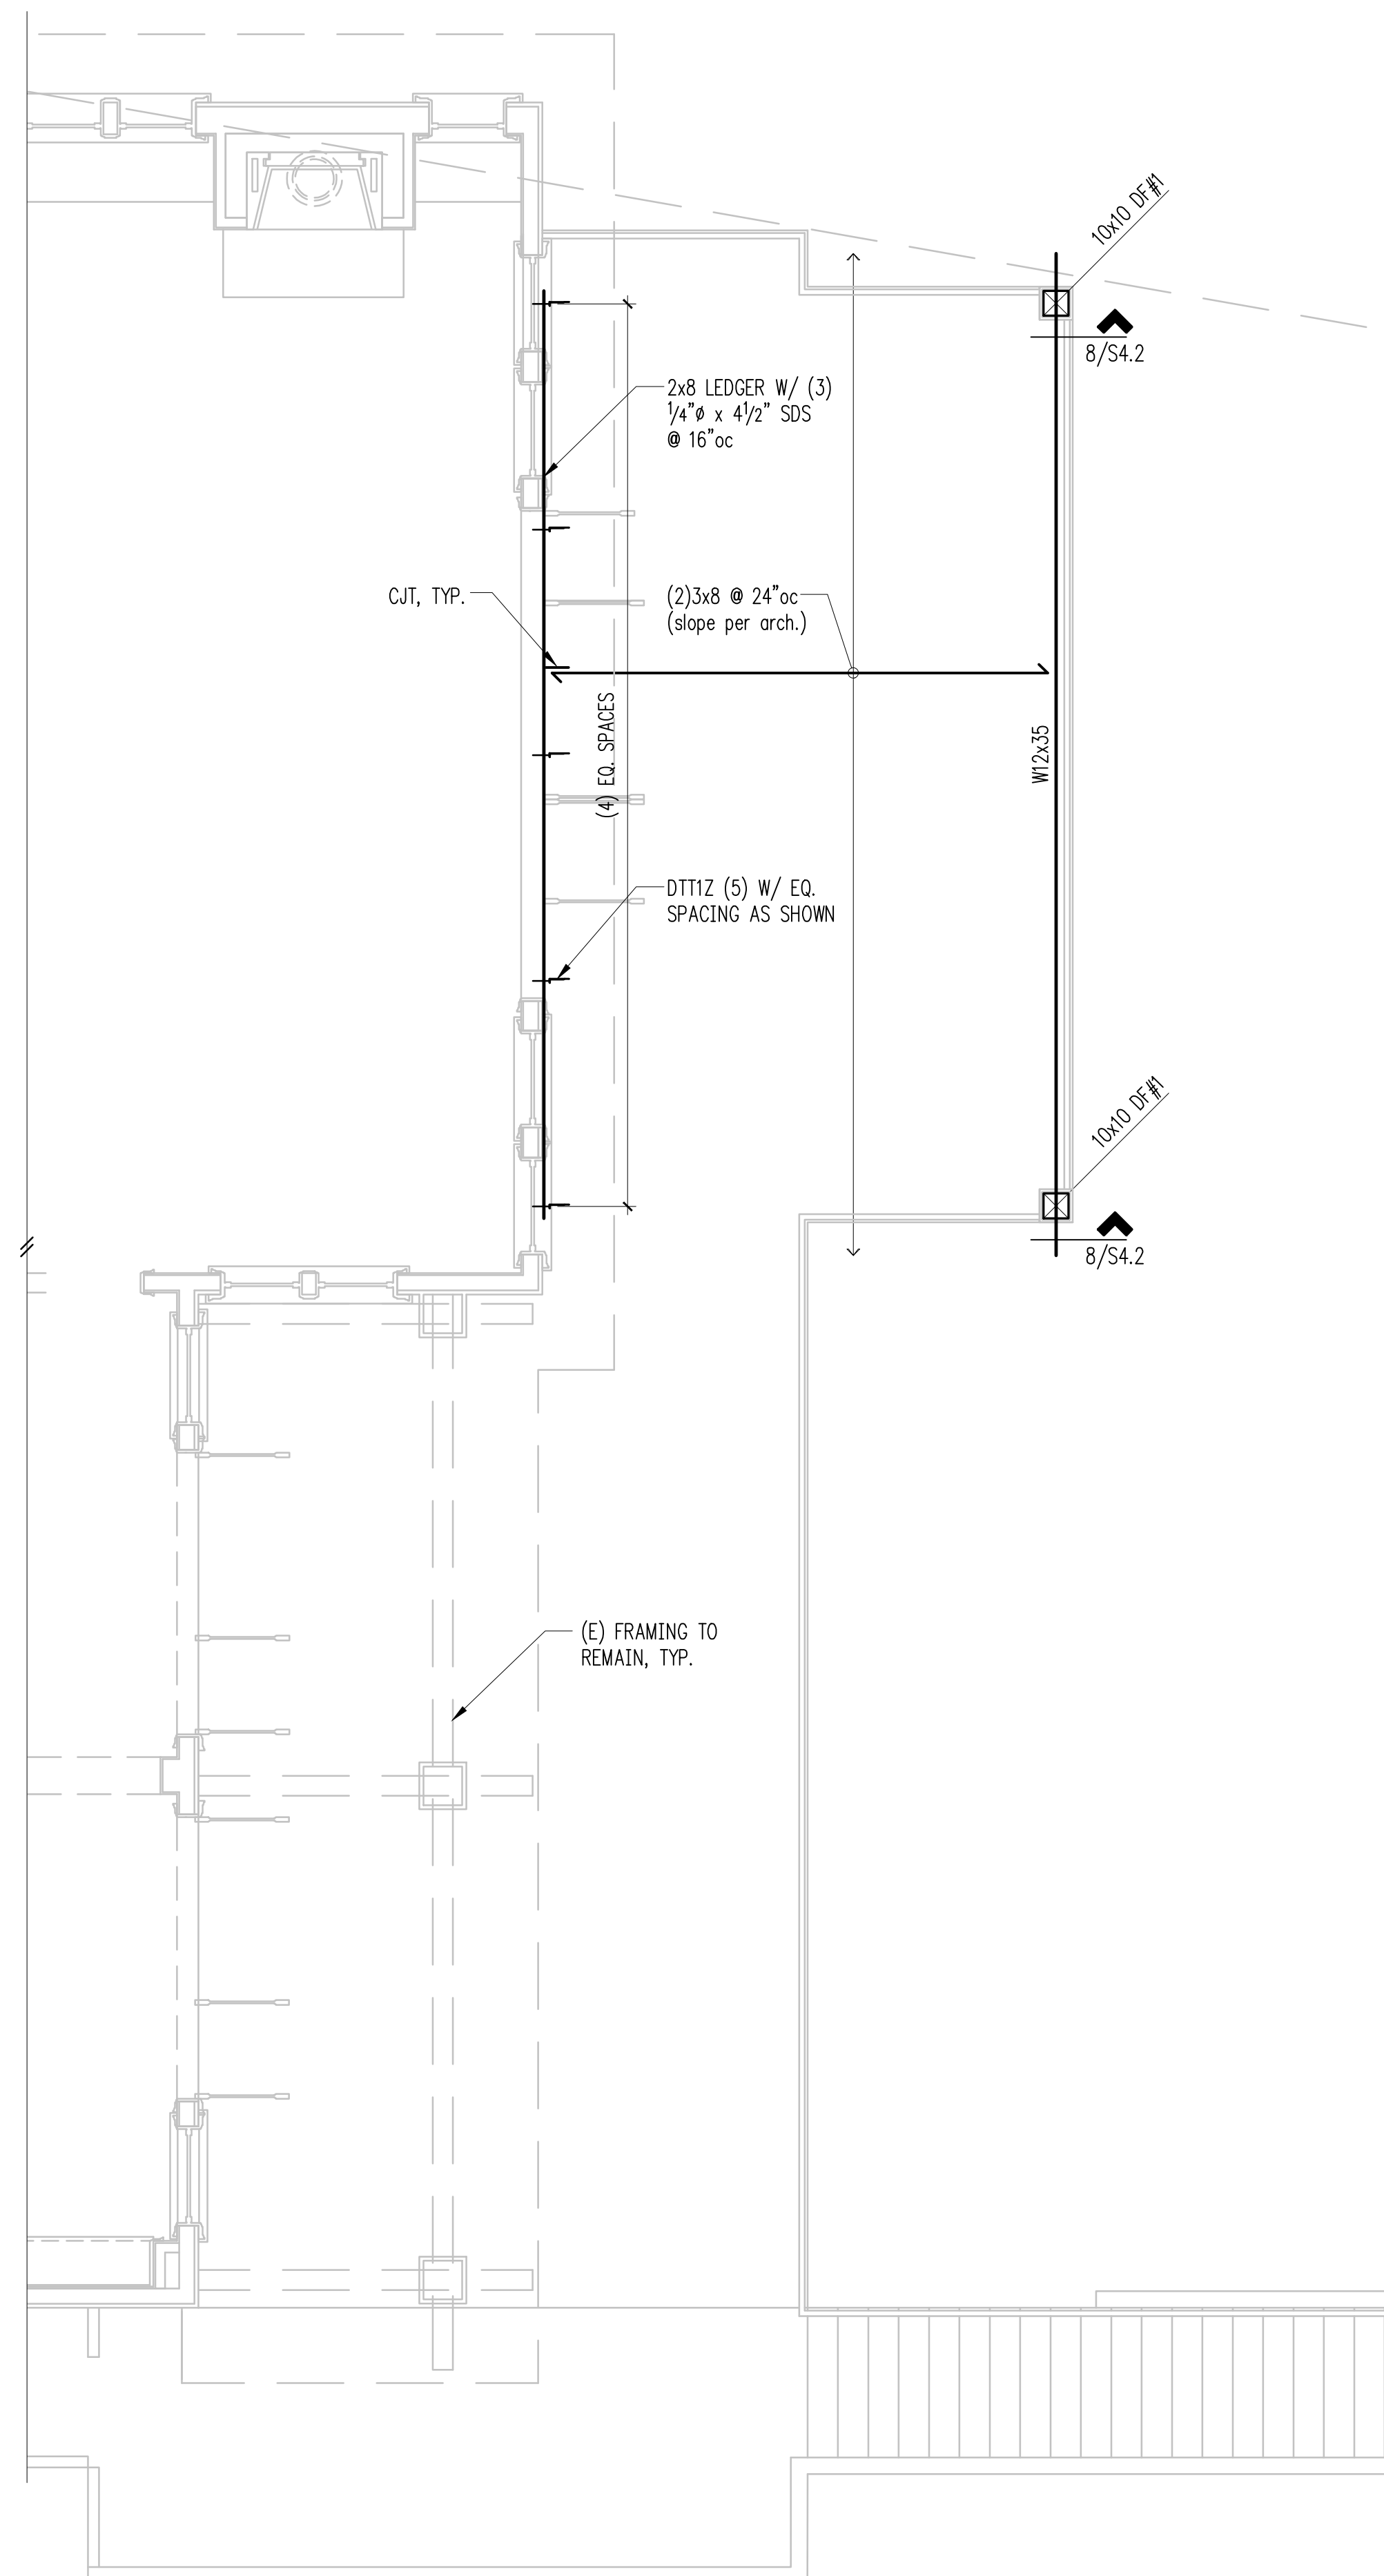 10x10 DF#1
8/S4.2
2x8 LEDGER W/ (3)
1/4"ø x 4 1/2" SDS
@ 16"oc
CJT, TYP.
(2)3x8 @ 24"oc
(slope per arch.)
(4) EQ. SPACES
W12x35
DTT1Z (5) W/ EQ.
SPACING AS SHOWN
10x10 DF#1
8/S4.2
(E) FRAMING TO
REMAIN, TYP.